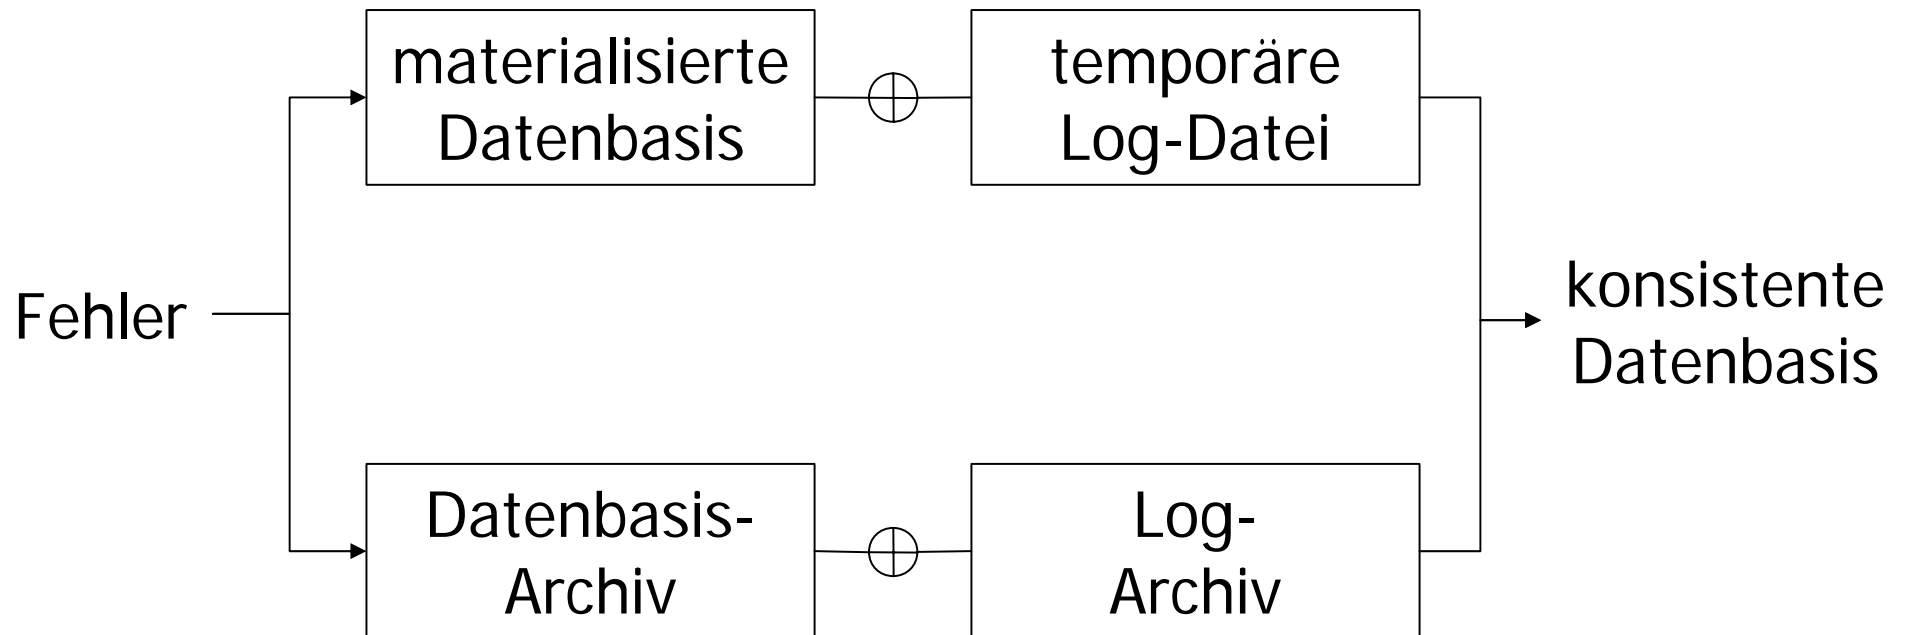 materialisierte
Datenbasis
temporäre
Log-Datei
Fehler
konsistente
Datenbasis
Datenbasis-
Archiv
Log-
Archiv